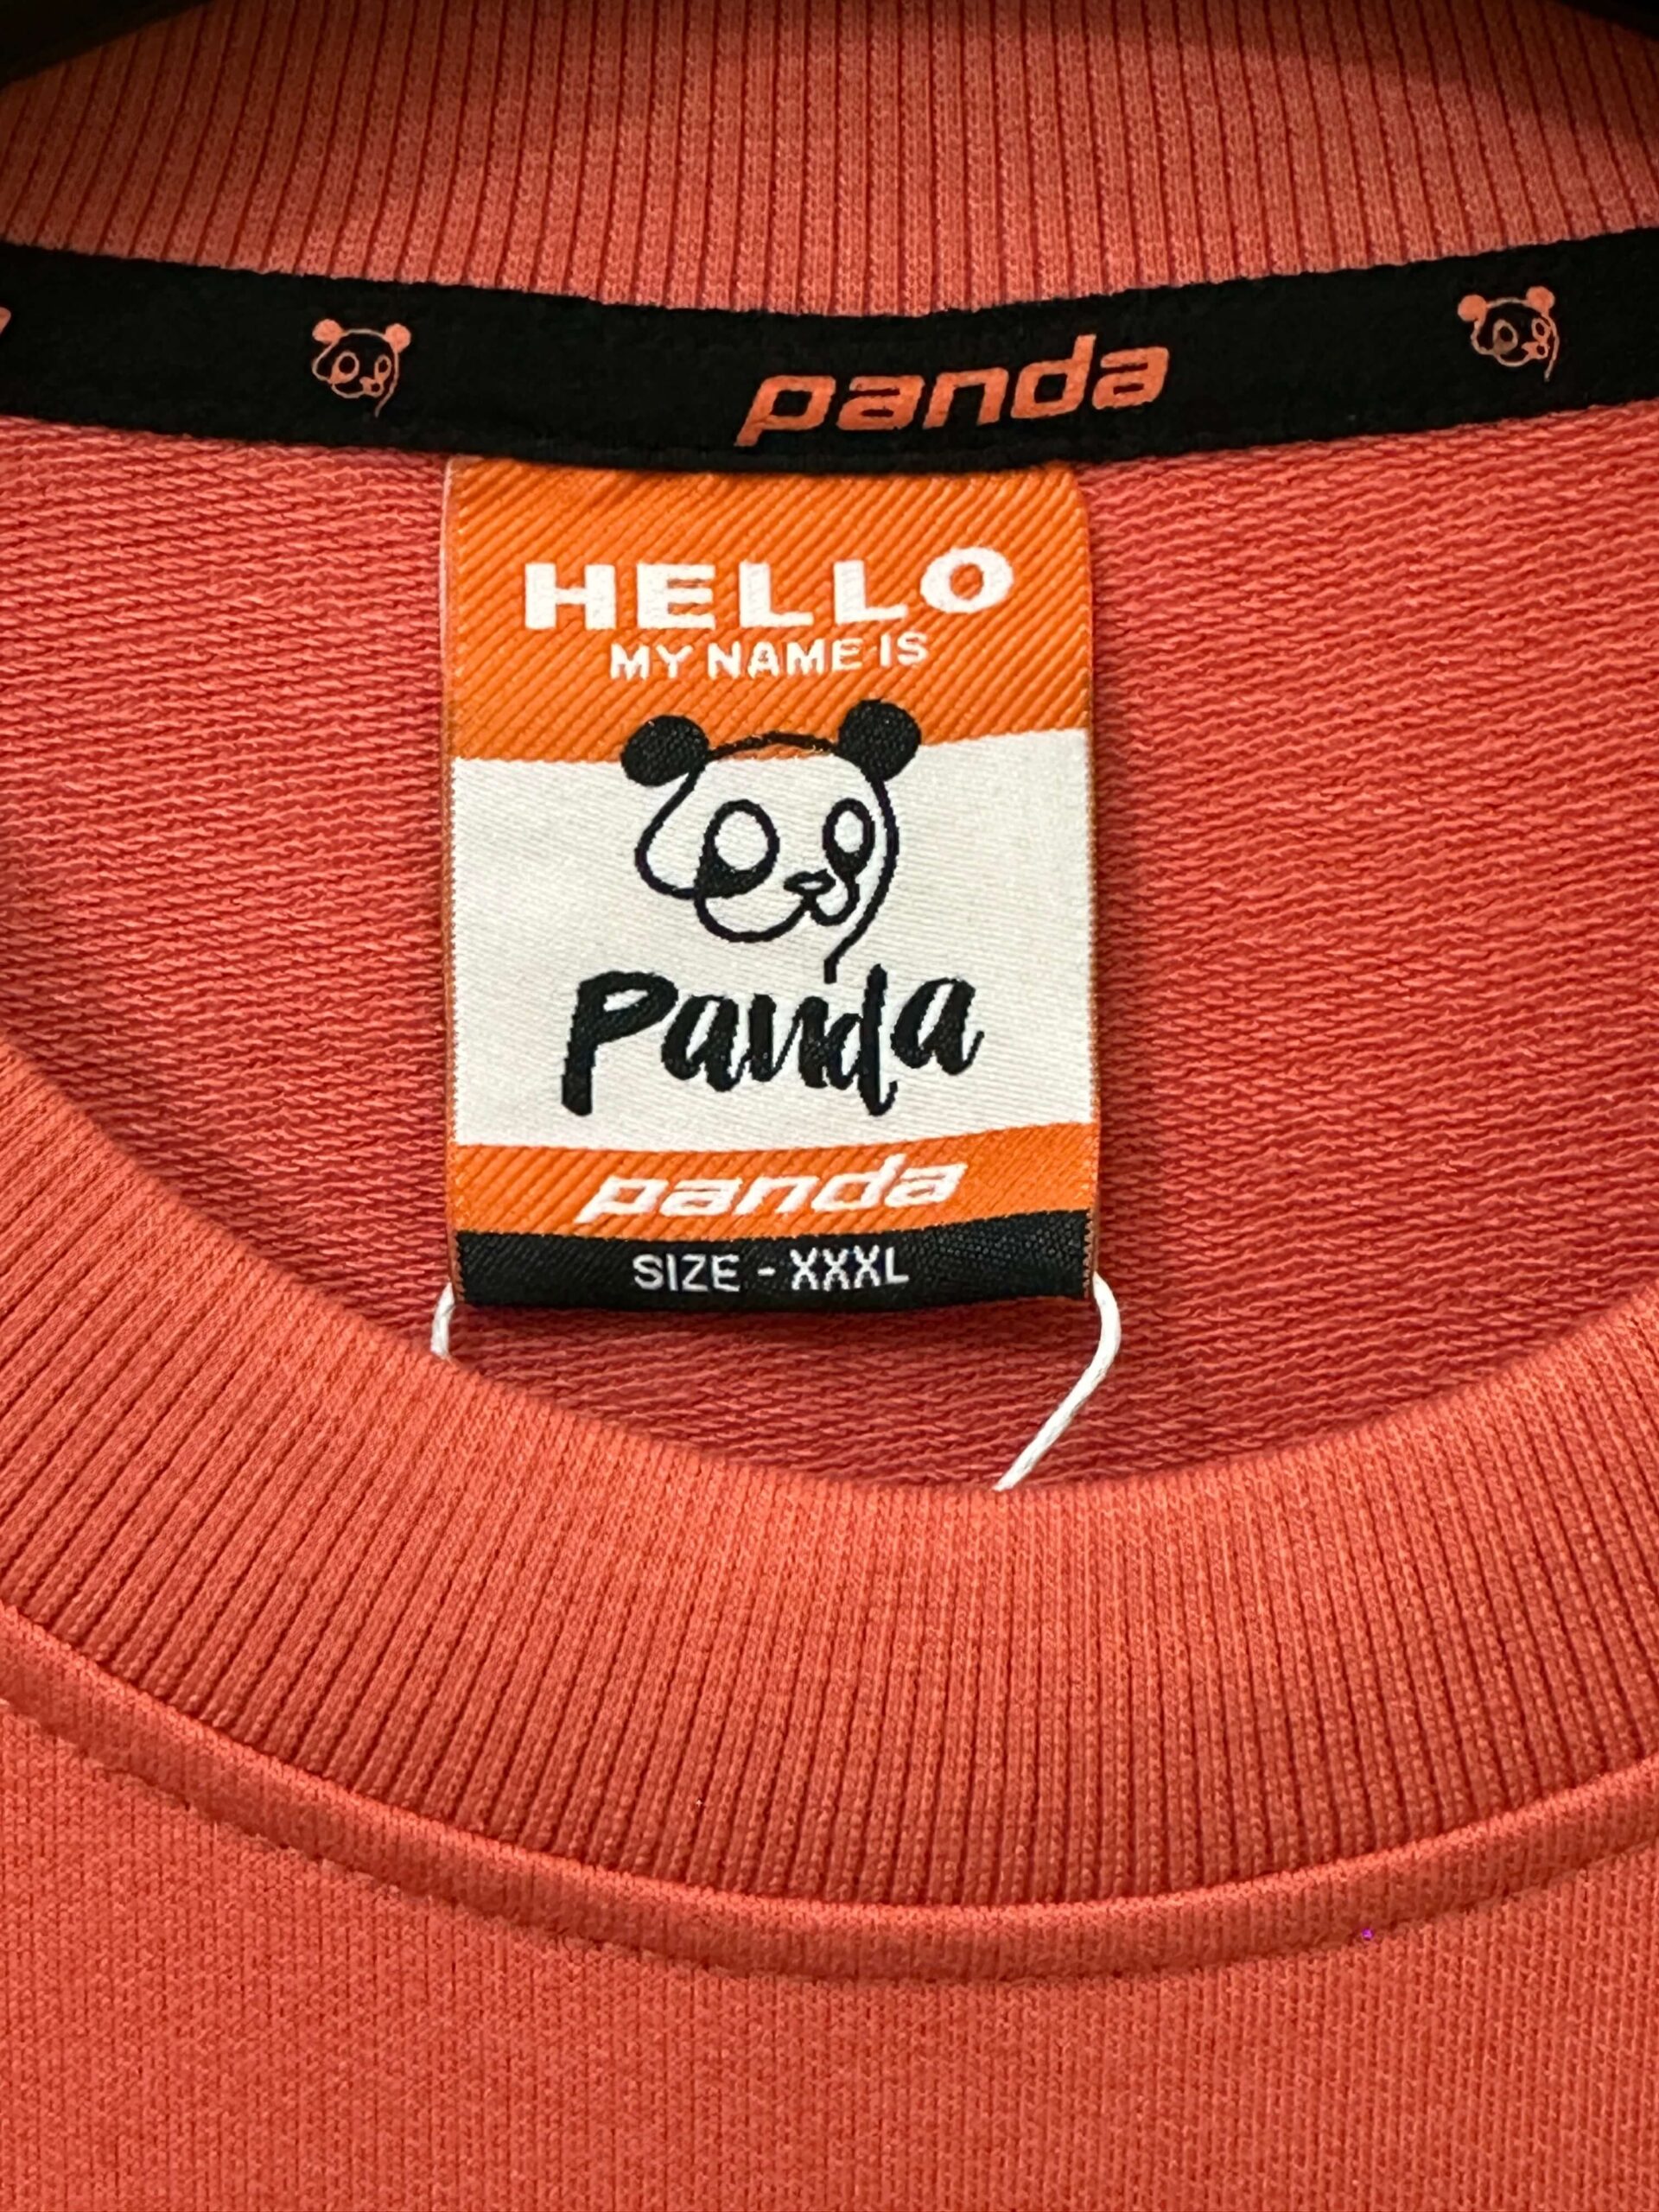 panda
HELLO
MY NAME IS
Panda
panda
SIZE - XXXL